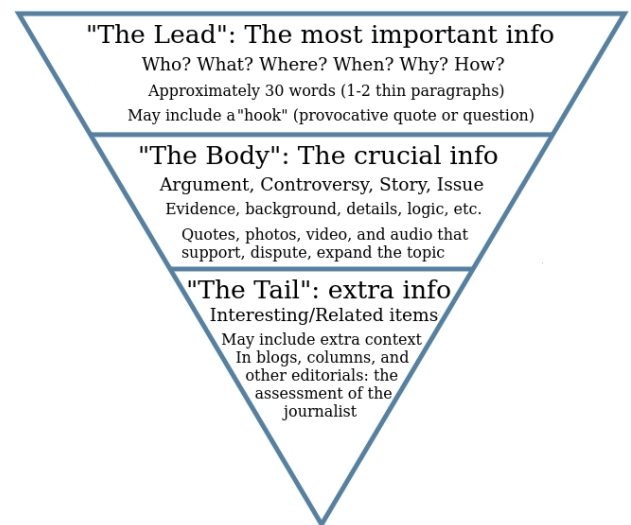 "The Lead": The most important info
Who? What? Where? When? Why? How?
Approximately 30 words (1-2 thin paragraphs)
May include a "hook" (provocative quote or question)
"The Body": The crucial info
Argument, Controversy, Story, Issue
Evidence, background, details, logic, etc.
Quotes, photos, video, and audio that
support, dispute, expand the topic
"The Tail": extra info
Interesting/Related items
May include extra context
In blogs, columns, and
other editorials: the
assessment of the
journalist